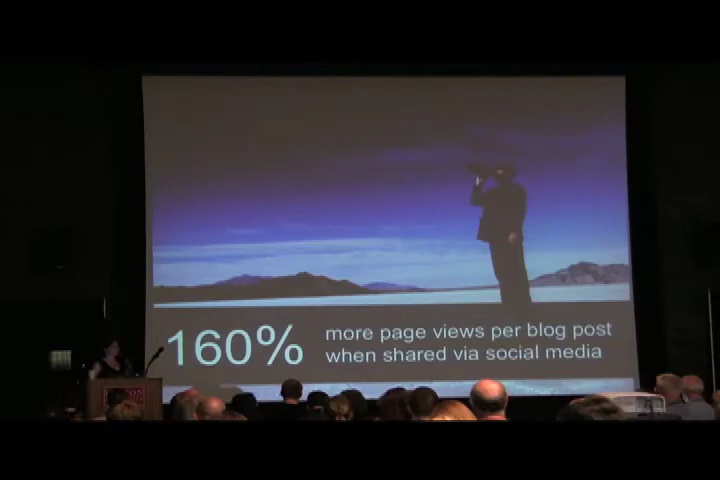 160%
more page views per blog post
when shared via social media